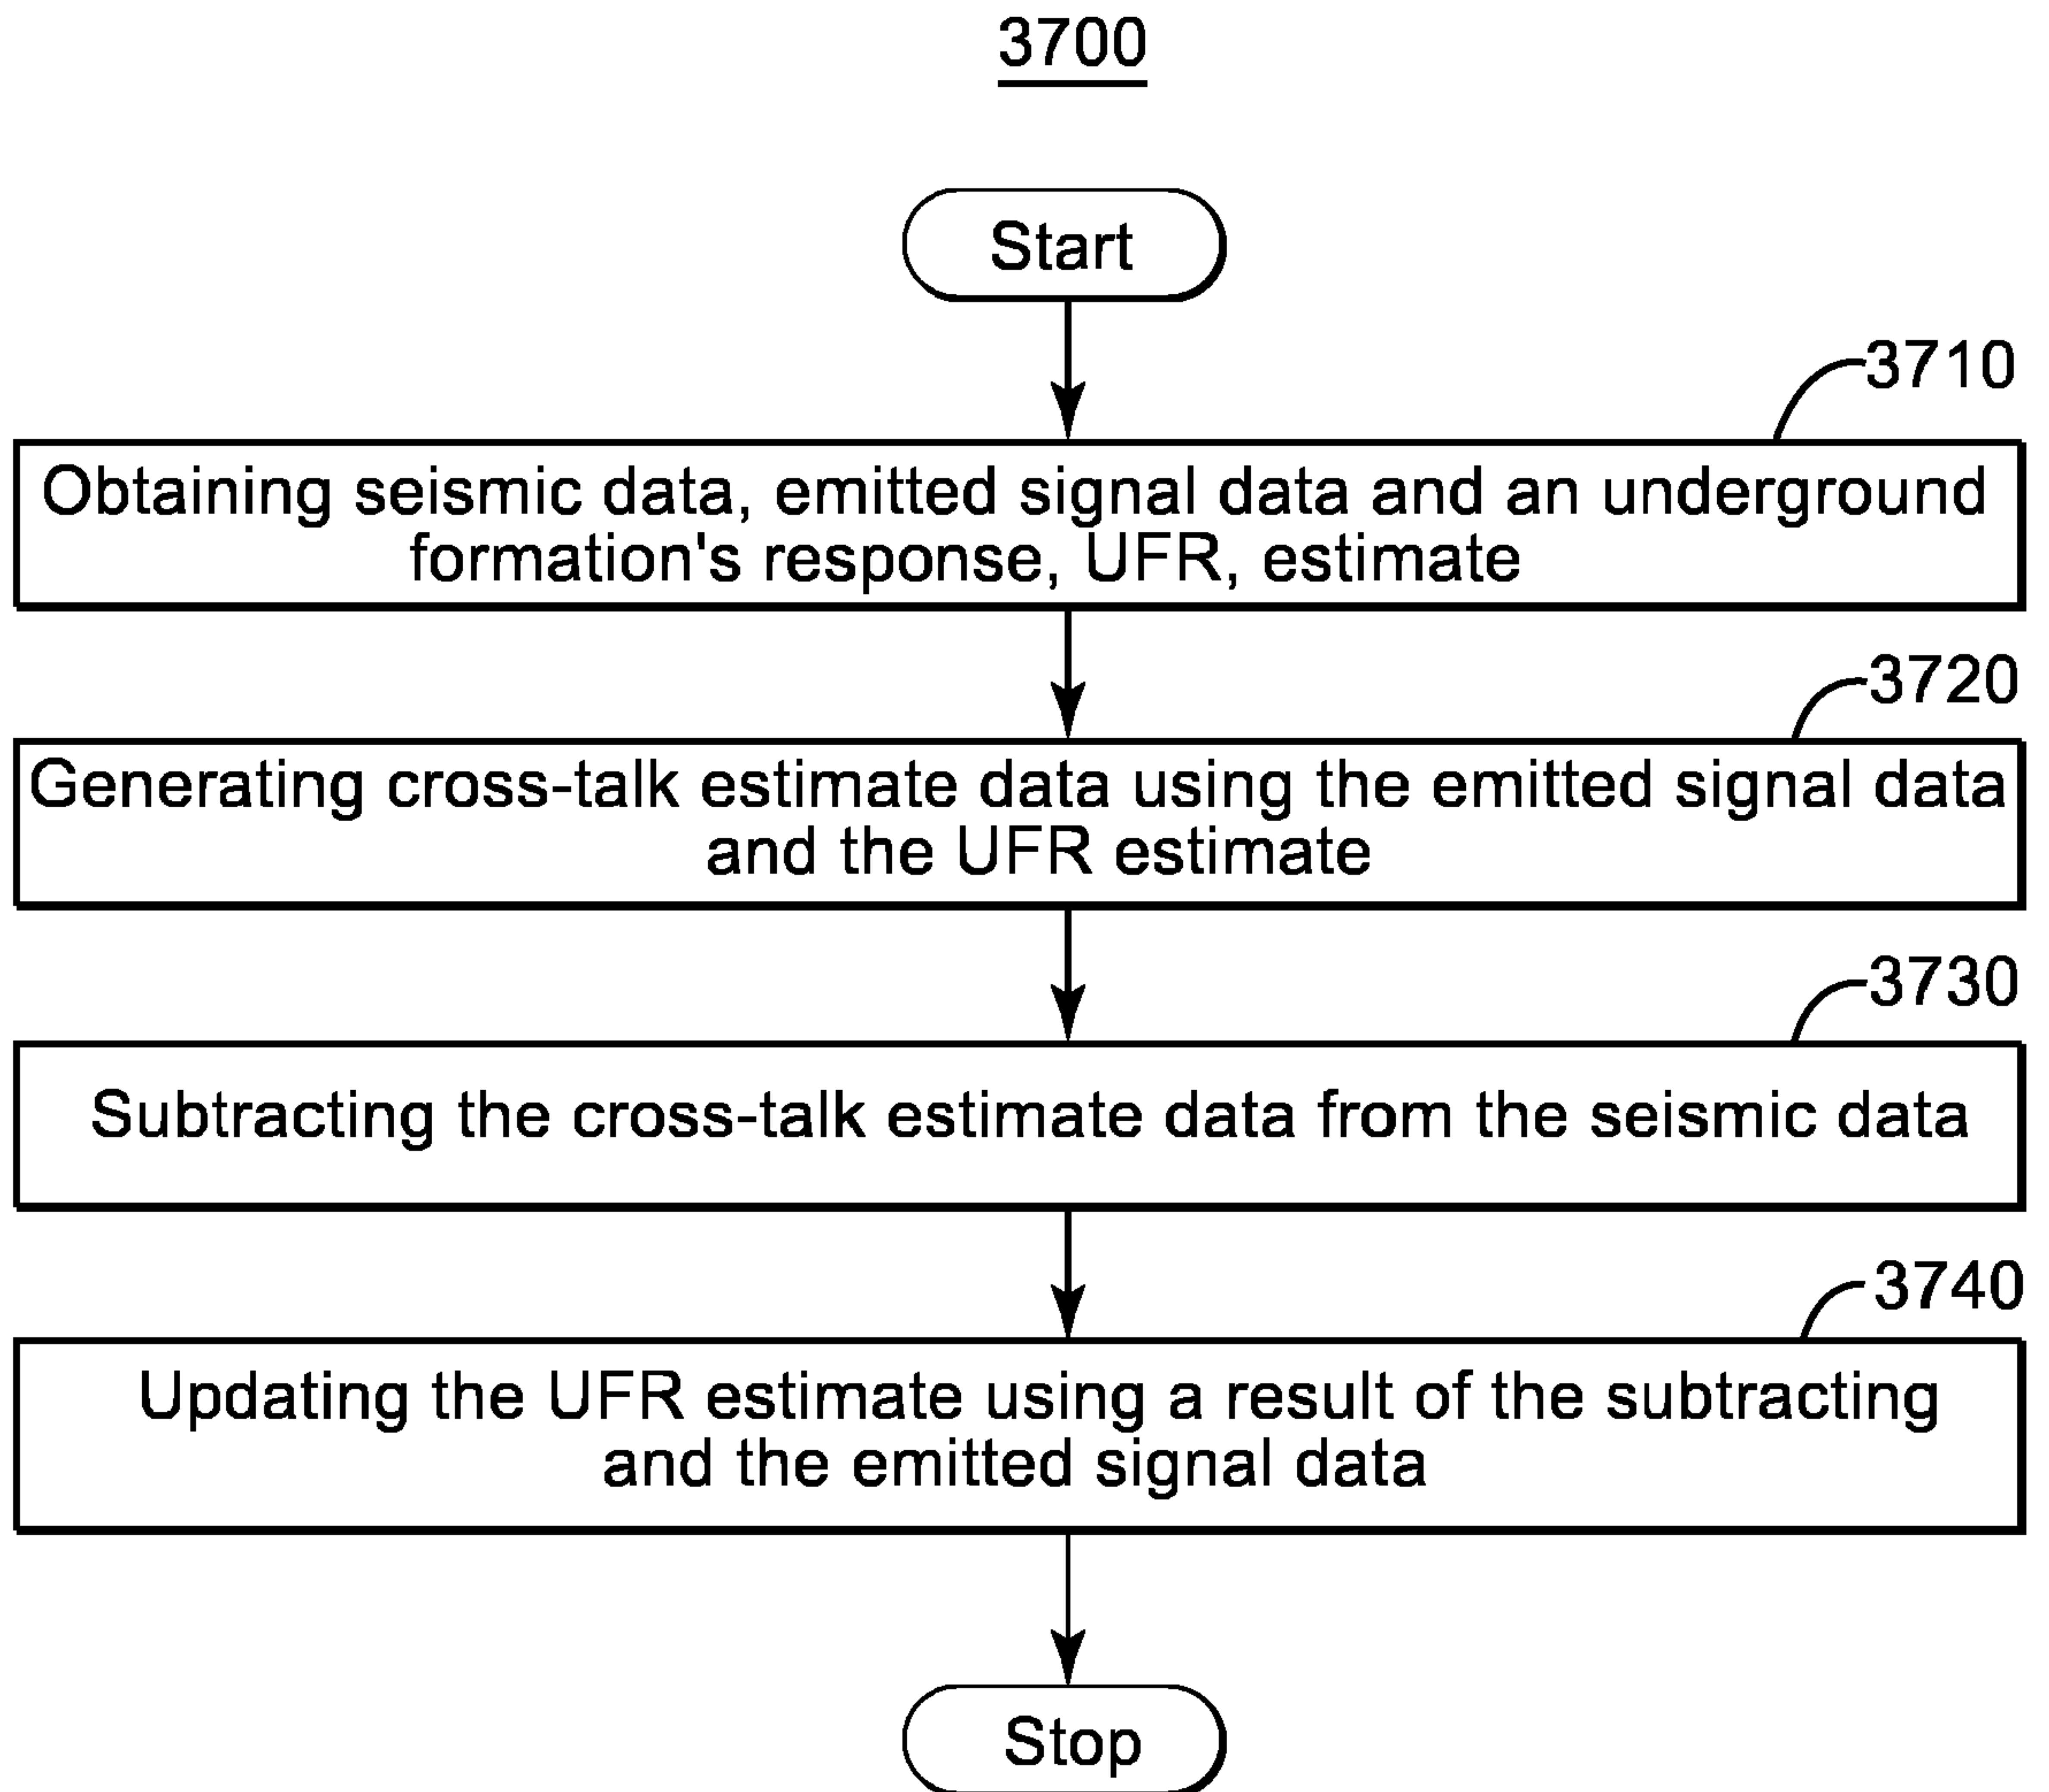 3700
Start
3710
Obtaining seismic data, emitted signal data and an underground
formation's response, UFR, estimate
3720
Generating cross-talk estimate data using the emitted signal data
and the UFR estimate
3730
Subtracting the cross-talk estimate data from the seismic data
3740
Updating the UFR estimate using a result of the subtracting
and the emitted signal data
Stop